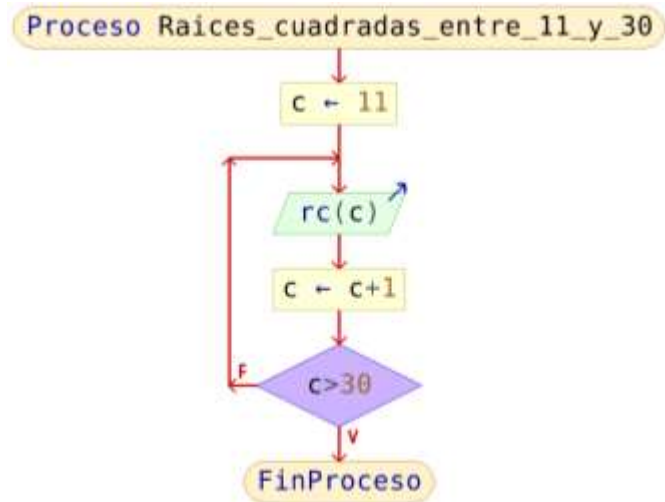 Proceso Raices_cuadradas_entre_11_y_30
c ← 11
rc(c)
c ← c+1
F
c>30
V
FinProceso